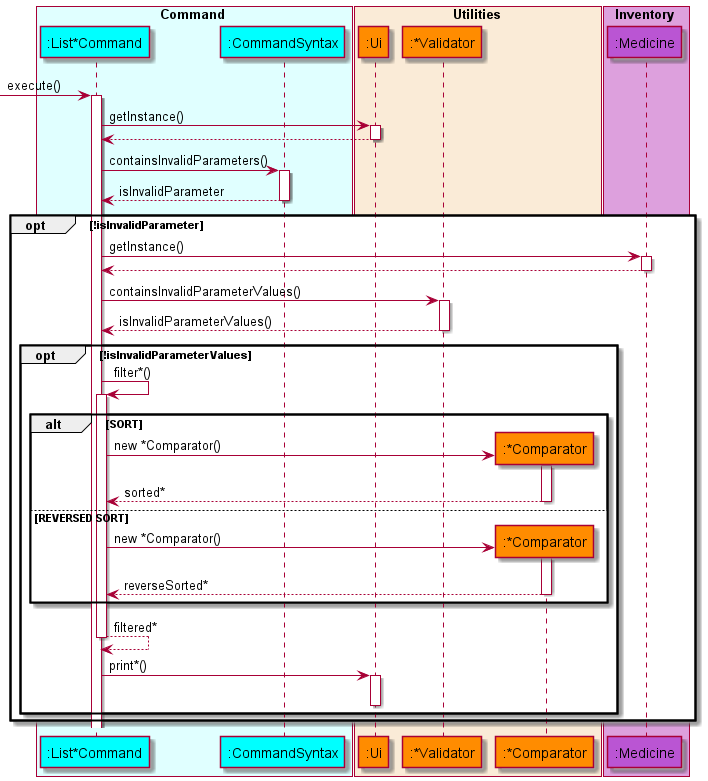 Command Utilities Inventory
:List*Command :CommandSyntax :Ui :*Validator :Medicine
execute()
getInstance()
containsInvalidParameters()
isInvalidParameter
opt [!isInvalidParameter]
getInstance()
containsInvalidParameterValues()
isInvalidParameterValues()
opt [!isInvalidParameterValues]
filter*()
alt [SORT]
new *Comparator() :*Comparator
sorted*
[REVERSED SORT]
new *Comparator() :*Comparator
reverseSorted*
filtered*
print*()
:List*Command :CommandSyntax :Ui :*Validator :*Comparator :Medicine